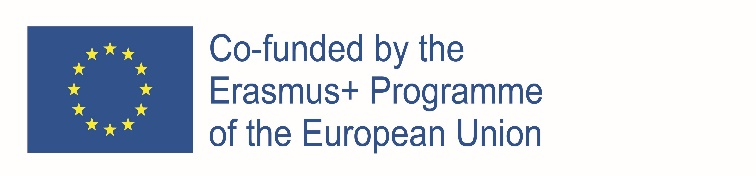 Co-funded by the
Erasmus+ Programme
of the European Union